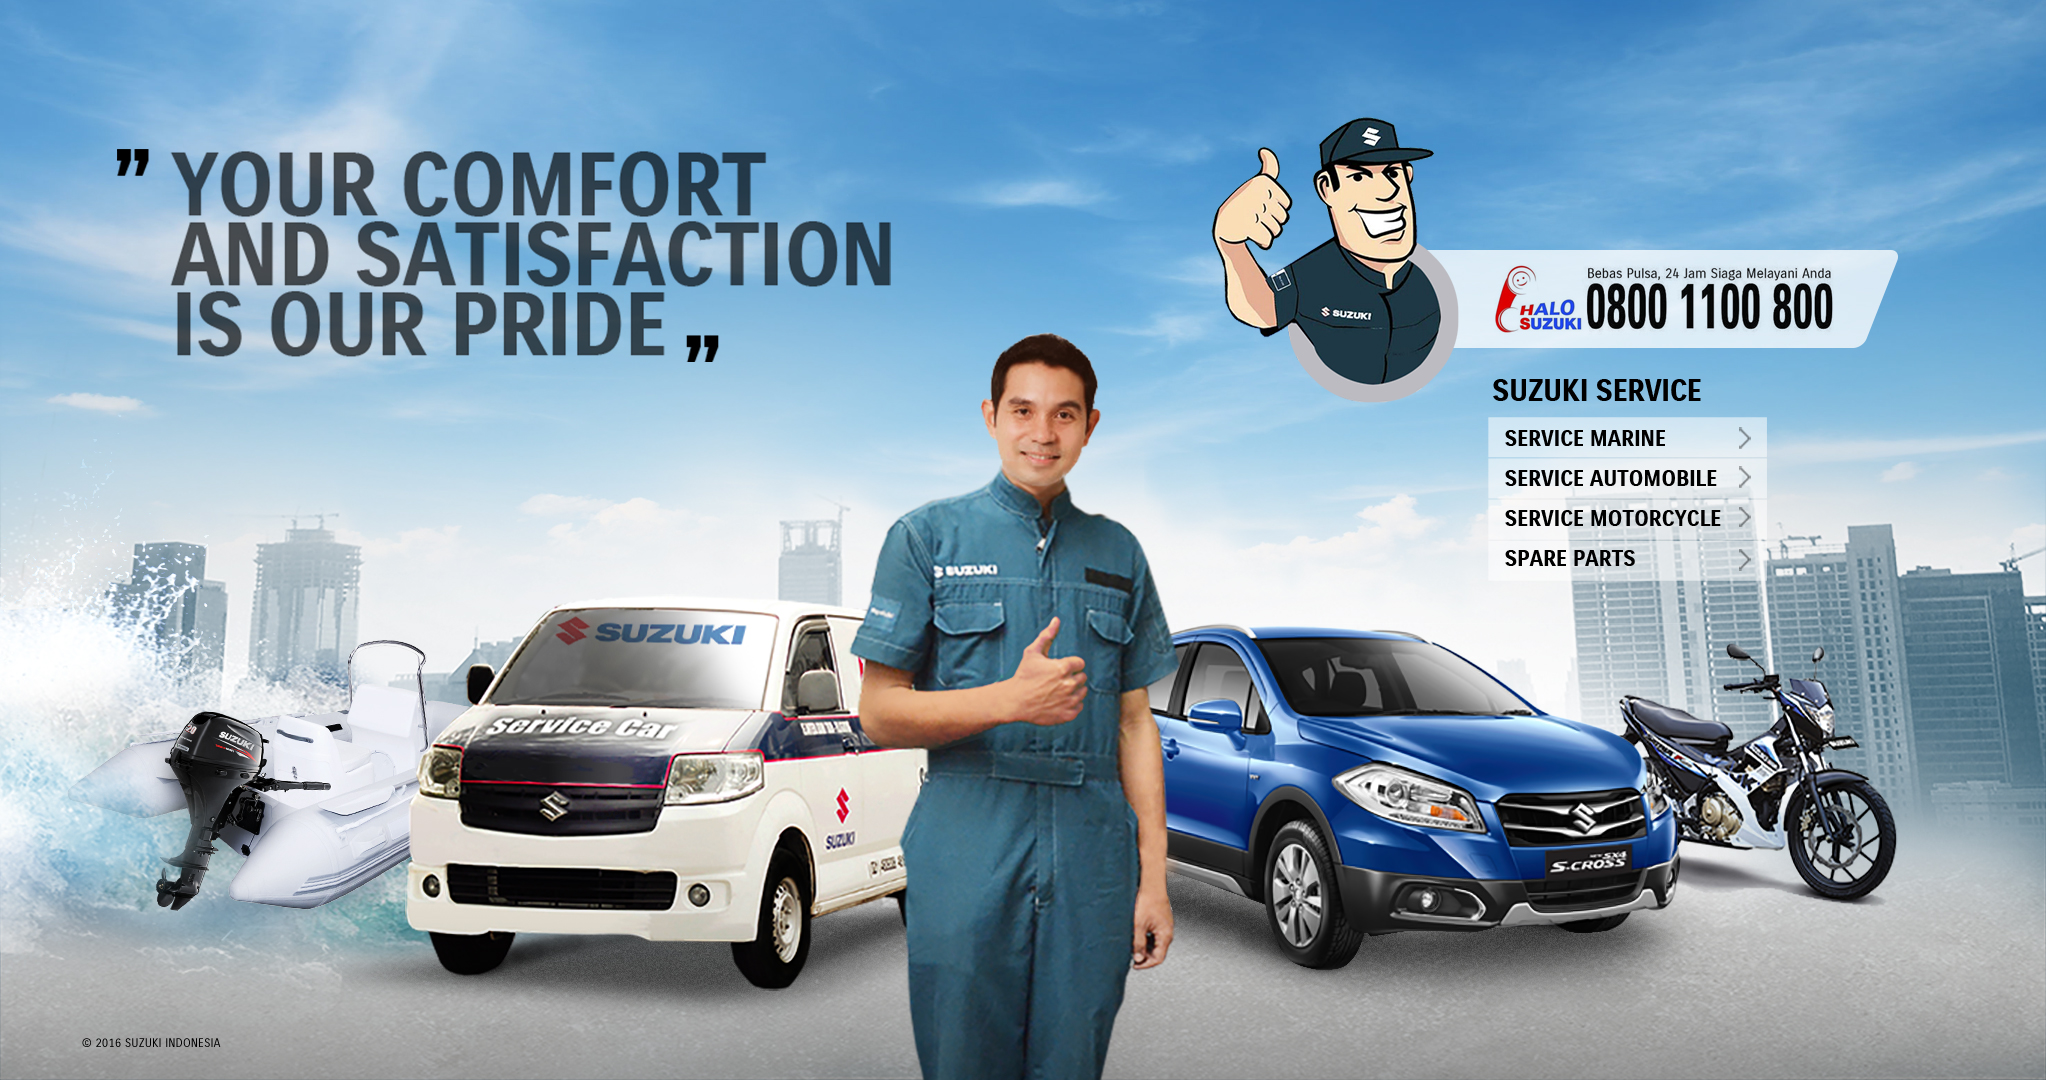 " YOUR COMFORT
AND SATISFACTION
IS OUR PRIDE "
SUZUKI
Bebas Pulsa, 24 Jam Siaga Melayani Anda
HALO
SUZUKI
0800 1100 800
SUZUKI SERVICE
SERVICE MARINE
SERVICE AUTOMOBILE
SERVICE MOTORCYCLE
SPARE PARTS
SUZUKI
SUZUKI
Service Car
SUZUKI
SUZUKI
NEW SX4
S-CROSS
© 2016 SUZUKI INDONESIA